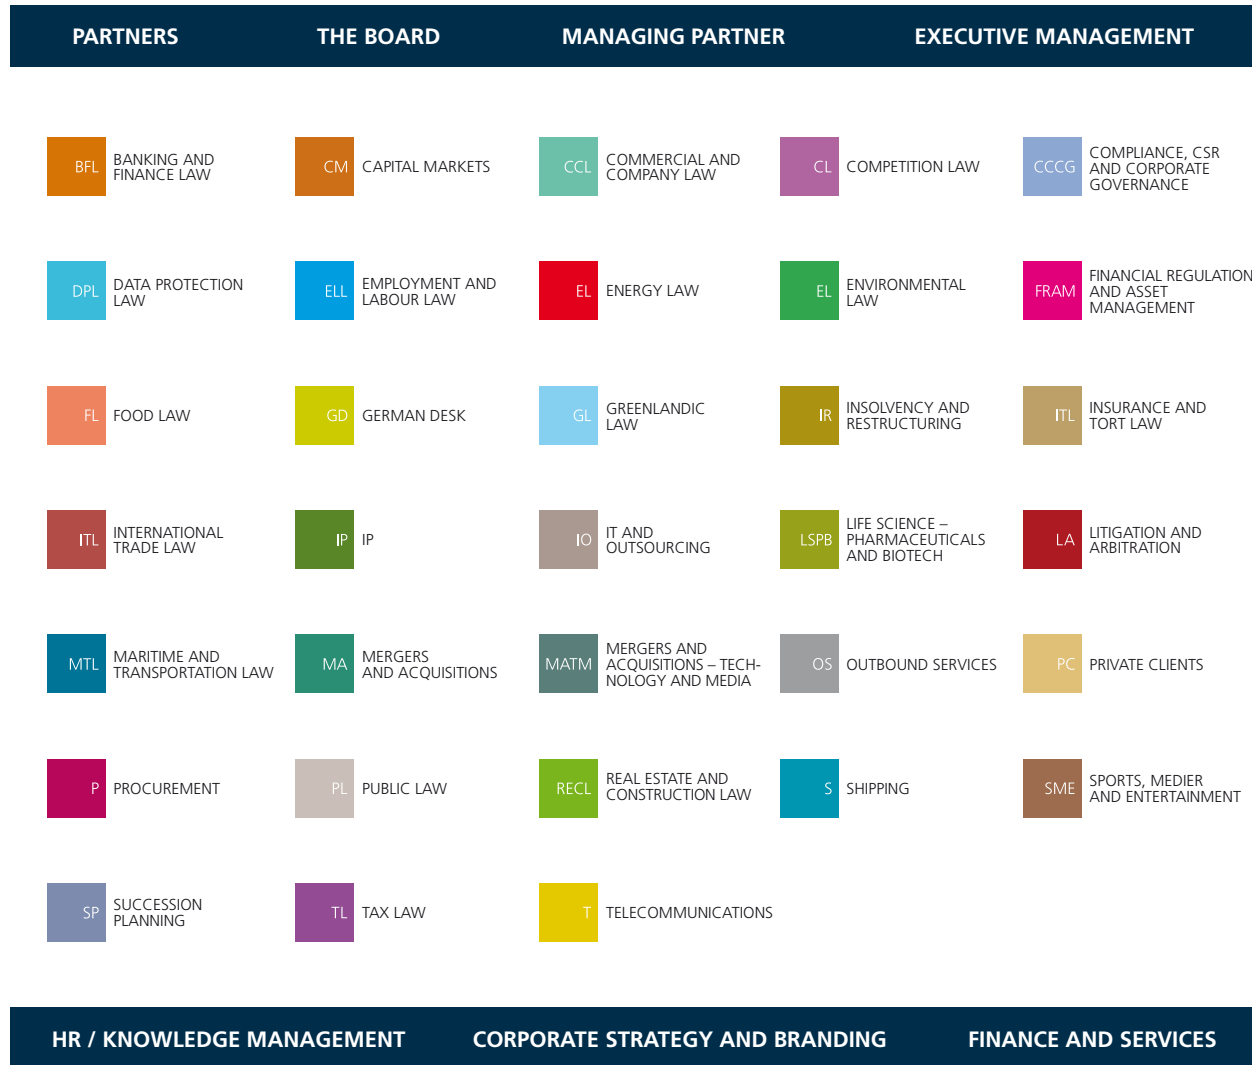 PARTNERS THE BOARD MANAGING PARTNER EXECUTIVE MANAGEMENT
BFL
BANKING AND
FINANCE LAW
CM
CAPITAL MARKETS
CCL
COMMERCIAL AND
COMPANY LAW
CL
COMPETITION LAW
CCCG
COMPLIANCE, CSR
AND CORPORATE
GOVERNANCE
DPL
DATA PROTECTION
LAW
ELL
EMPLOYMENT AND
LABOUR LAW
EL
ENERGY LAW
EL
ENVIRONMENTAL
LAW
FRAM
FINANCIAL REGULATION
AND ASSET
MANAGEMENT
FL
FOOD LAW
GD
GERMAN DESK
GL
GREENLANDIC
LAW
IR
INSOLVENCY AND
RESTRUCTURING
ITL
INSURANCE AND
TORT LAW
ITL
INTERNATIONAL
TRADE LAW
IP
IP
IO
IT AND
OUTSOURCING
LSPB
LIFE SCIENCE –
PHARMACEUTICALS
AND BIOTECH
LA
LITIGATION AND
ARBITRATION
MTL
MARITIME AND
TRANSPORTATION LAW
MA
MERGERS
AND ACQUISITIONS
MATM
MERGERS AND
ACQUISITIONS – TECH-
NOLOGY AND MEDIA
OS
OUTBOUND SERVICES
PC
PRIVATE CLIENTS
P
PROCUREMENT
PL
PUBLIC LAW
RECL
REAL ESTATE AND
CONSTRUCTION LAW
S
SHIPPING
SME
SPORTS, MEDIER
AND ENTERTAINMENT
SP
SUCCESSION
PLANNING
TL
TAX LAW
T
TELECOMMUNICATIONS
HR / KNOWLEDGE MANAGEMENT CORPORATE STRATEGY AND BRANDING FINANCE AND SERVICES